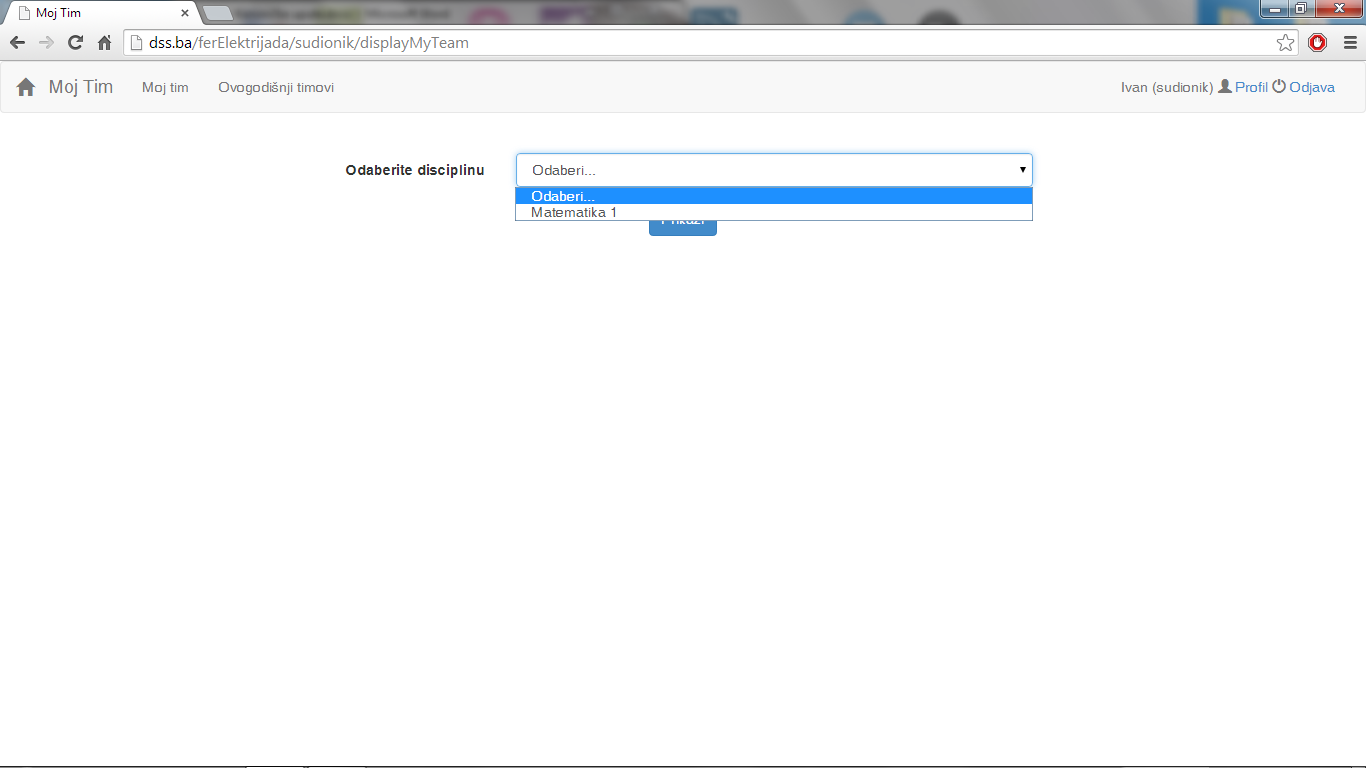 Moj Tim
dss.ba/ferElektrijada/sudionik/displayMyTeam
Moj Tim Moj tim Ovogodišnji timovi Ivan (sudionik) Profil Odjava
Odaberite disciplinu Odaberi...
Odaberi...
Matematika 1